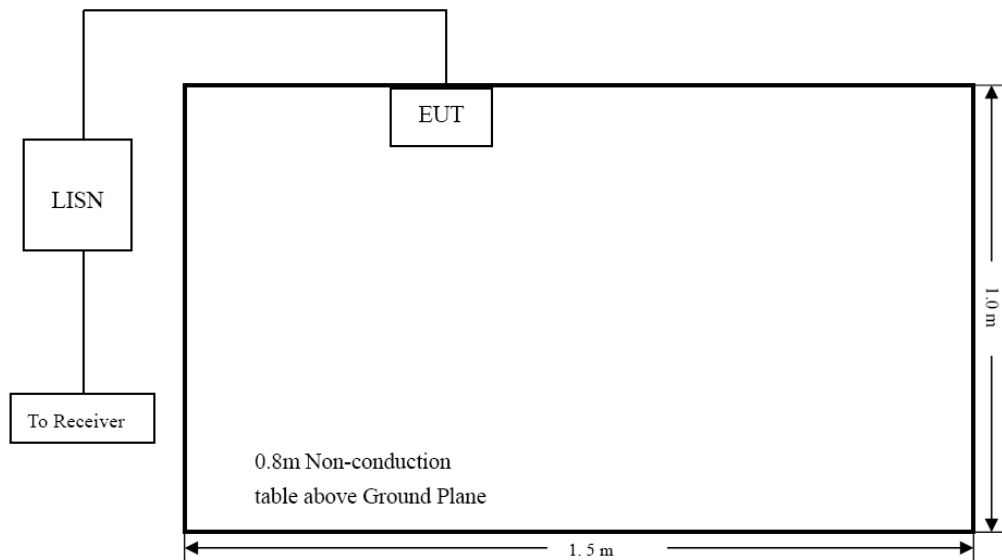 EUT
LISN
1.0 m
To Receiver
0.8m Non-conduction
table above Ground Plane
1. 5 m